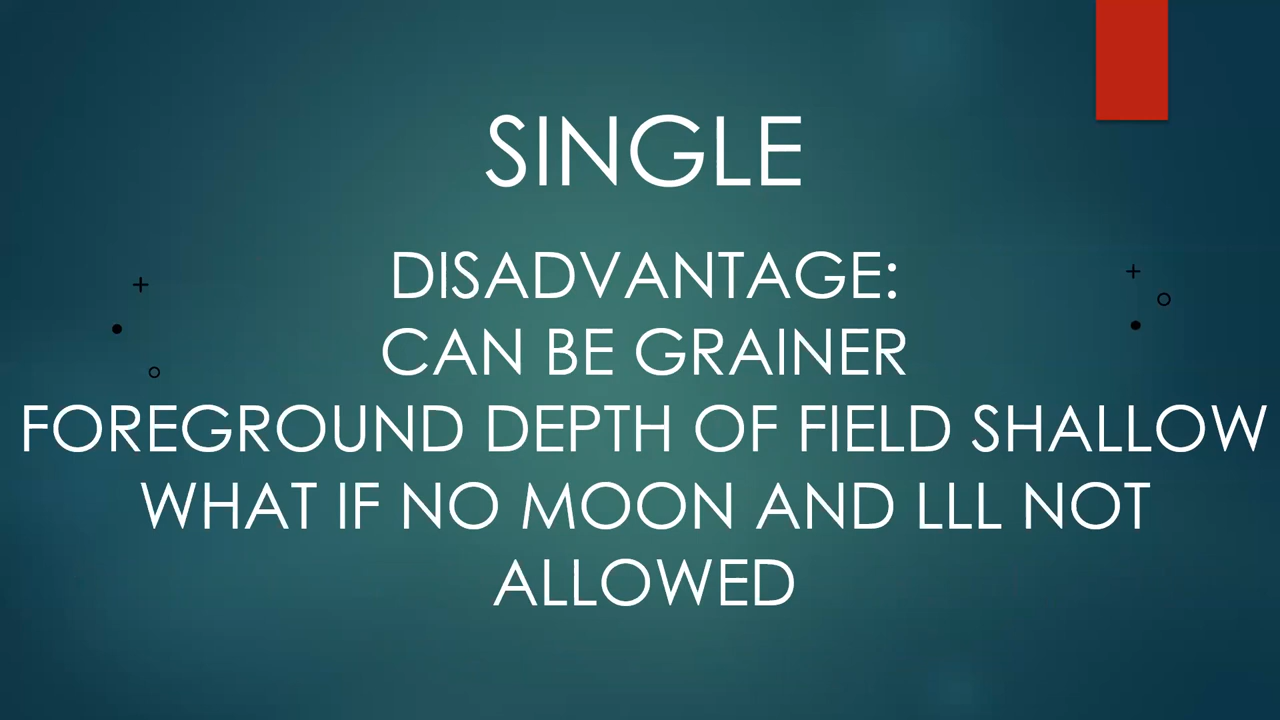 SINGLE
DISADVANTAGE:
CAN BE GRAINER
FOREGROUND DEPTH OF FIELD SHALLOW
WHAT IF NO MOON AND LLL NOT
ALLOWED